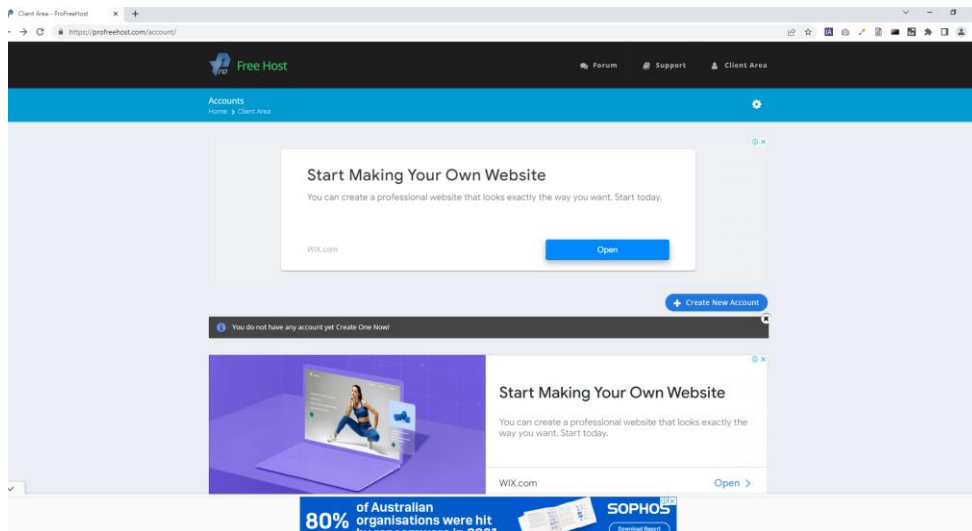 Client Area - ProFreeHost
https://profreehost.com/account/
Free Host
Forum
Support
Client Area
Accounts
Home > Client Area
Start Making Your Own Website
You can create a professional website that looks exactly the way you want. Start today.
WIX.com
Open
+ Create New Account
You do not have any account yet Create One Now!
Start Making Your Own Website
You can create a professional website that looks exactly the
way you want. Start today.
WIX.com
Open >
80%
of Australian
organisations were hit
SOPHOS
Download Report